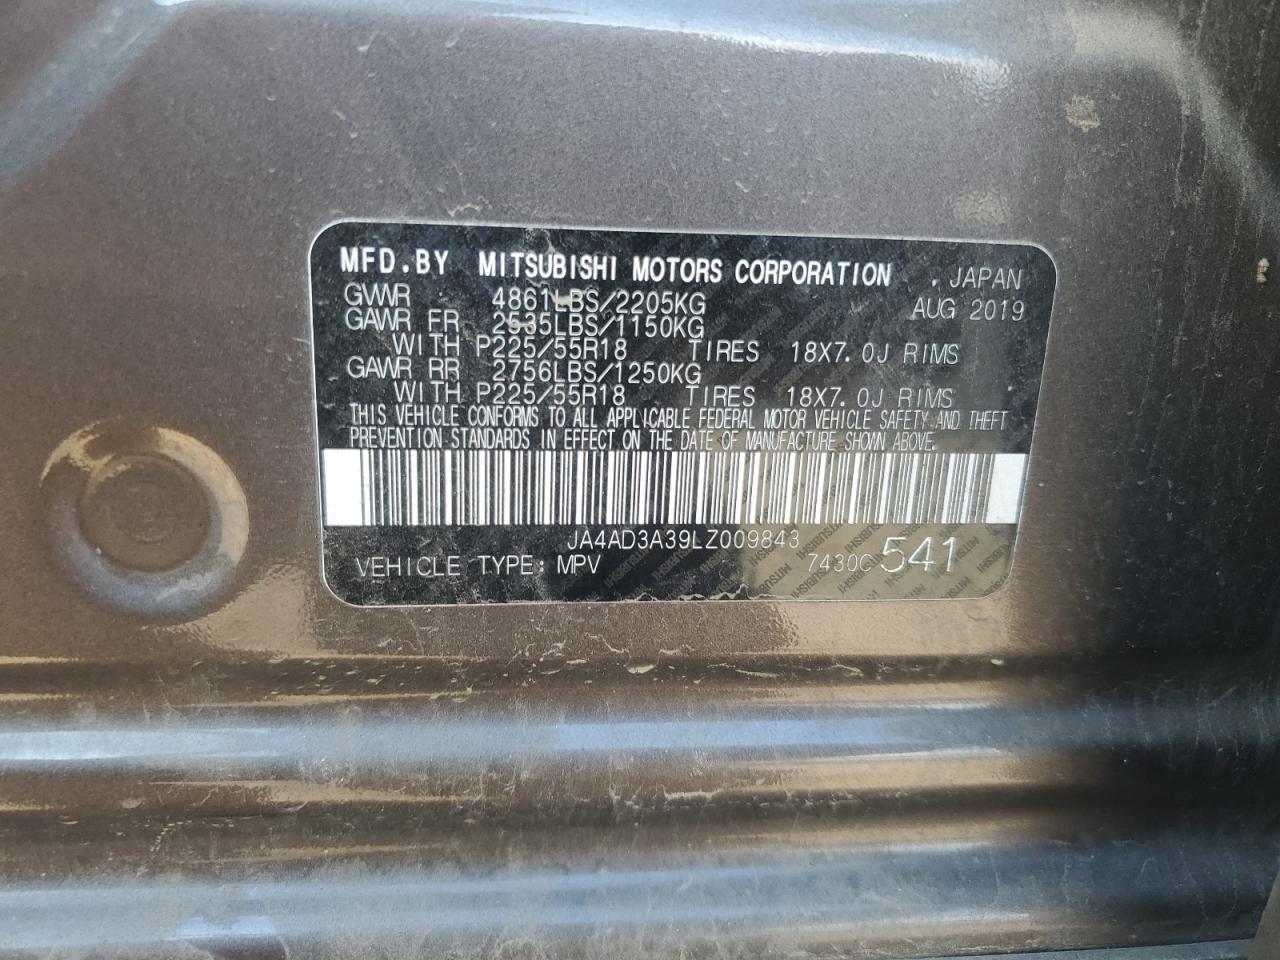 MFD.BY MITSUBISHI MOTORS CORPORATION . JAPAN
GVWR 4861LBS/2205KG AUG 2019
GAWR FR 2535LBS/1150KG
WITH P225/55R18 TIRES 18X7.0J RIMS
GAWR RR 2756LBS/1250KG
WITH P225/55R18 TIRES 18X7.0J RIMS
THIS VEHICLE CONFORMS TO ALL APPLICABLE FEDERAL MOTOR VEHICLE SAFETY AND THEFT
PREVENTION STANDARDS IN EFFECT ON THE DATE OF MANUFACTURE SHOWN ABOVE.
JA4AD3A39LZ009843
VEHICLE TYPE: MPV 7430C 541